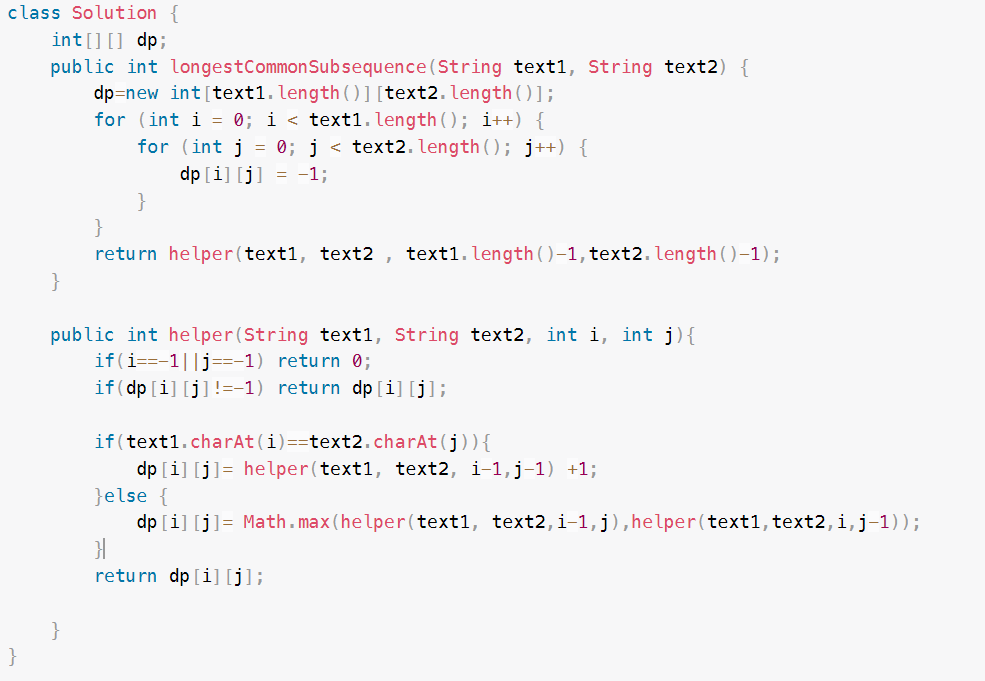 class Solution {
    int[][] dp;
    public int longestCommonSubsequence(String text1, String text2) {
        dp=new int[text1.length()][text2.length()];
        for (int i = 0; i < text1.length(); i++) {
            for (int j = 0; j < text2.length(); j++) {
                dp[i][j] = -1;
            }
        }
        return helper(text1, text2 , text1.length()-1,text2.length()-1);
    }

    public int helper(String text1, String text2, int i, int j){
        if(i==-1||j==-1) return 0;
        if(dp[i][j]!=-1) return dp[i][j];

        if(text1.charAt(i)==text2.charAt(j)){
            dp[i][j]= helper(text1, text2, i-1,j-1) +1;
        }else {
            dp[i][j]= Math.max(helper(text1, text2,i-1,j),helper(text1,text2,i,j-1));
        }
        return dp[i][j];

    }
}